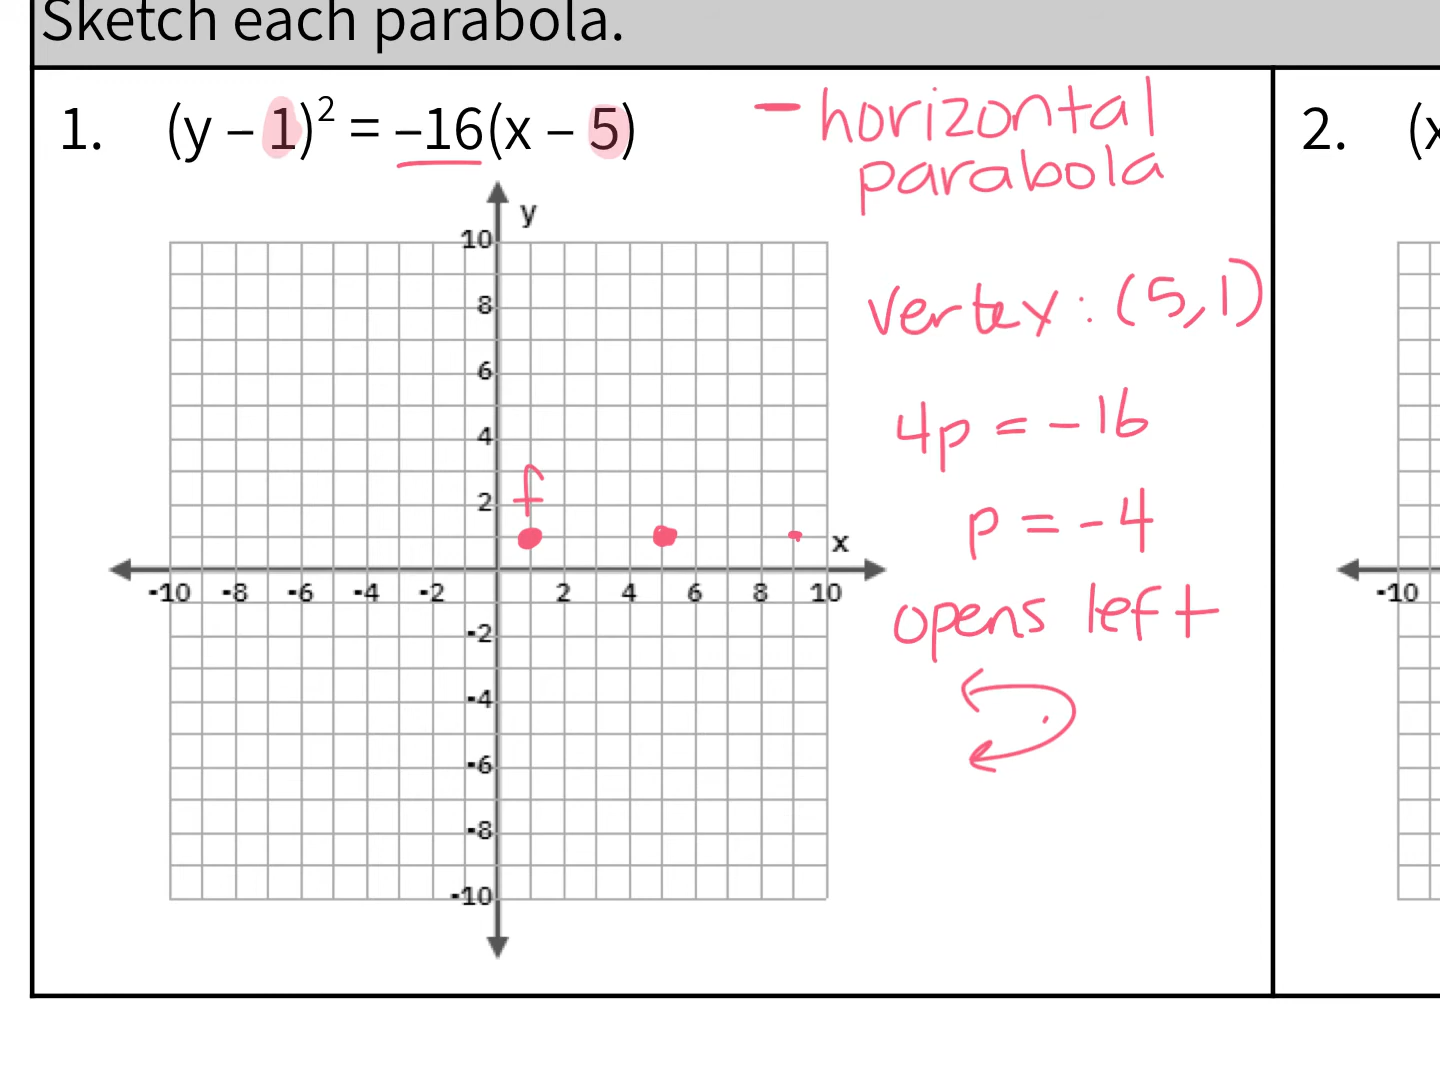 Sketch each parabola.
1. (y – 1)² = –16(x – 5)
– horizontal
parabola
2. (x
y
10
8
vertex : (5,1)
6
4
4p = -16
f
2
p = -4
x
-10 -8 -6 -4 -2 2 4 6 8 10
-10
opens left
-2
-4
-6
-8
-10